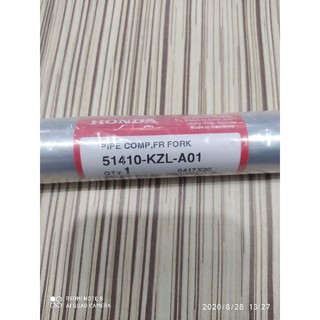 HONDA
PIPE COMP,FR FORK
51410-KZL-A01
QTY 1
REDMI NOTE 8
AI QUAD CAMERA
2020/8/28 13:27